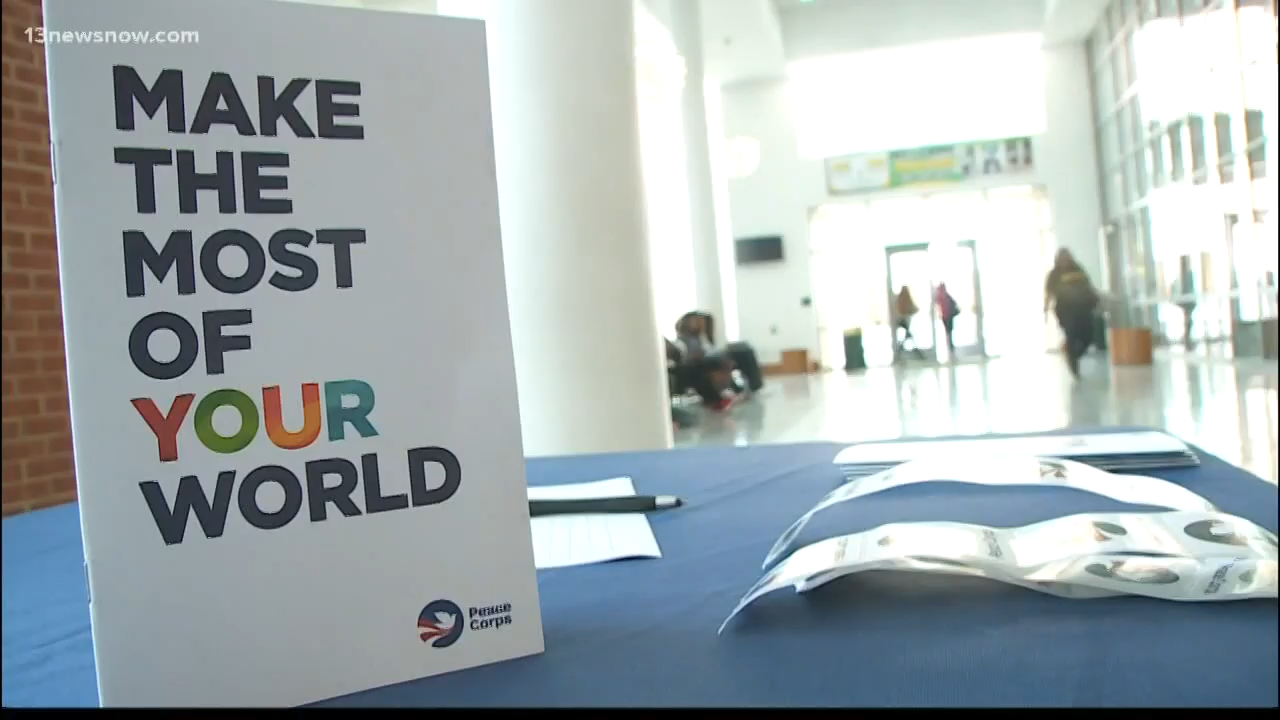 13newsnow.com
MAKE
THE
MOST
OF
YOUR
WORLD
Peace
Corps